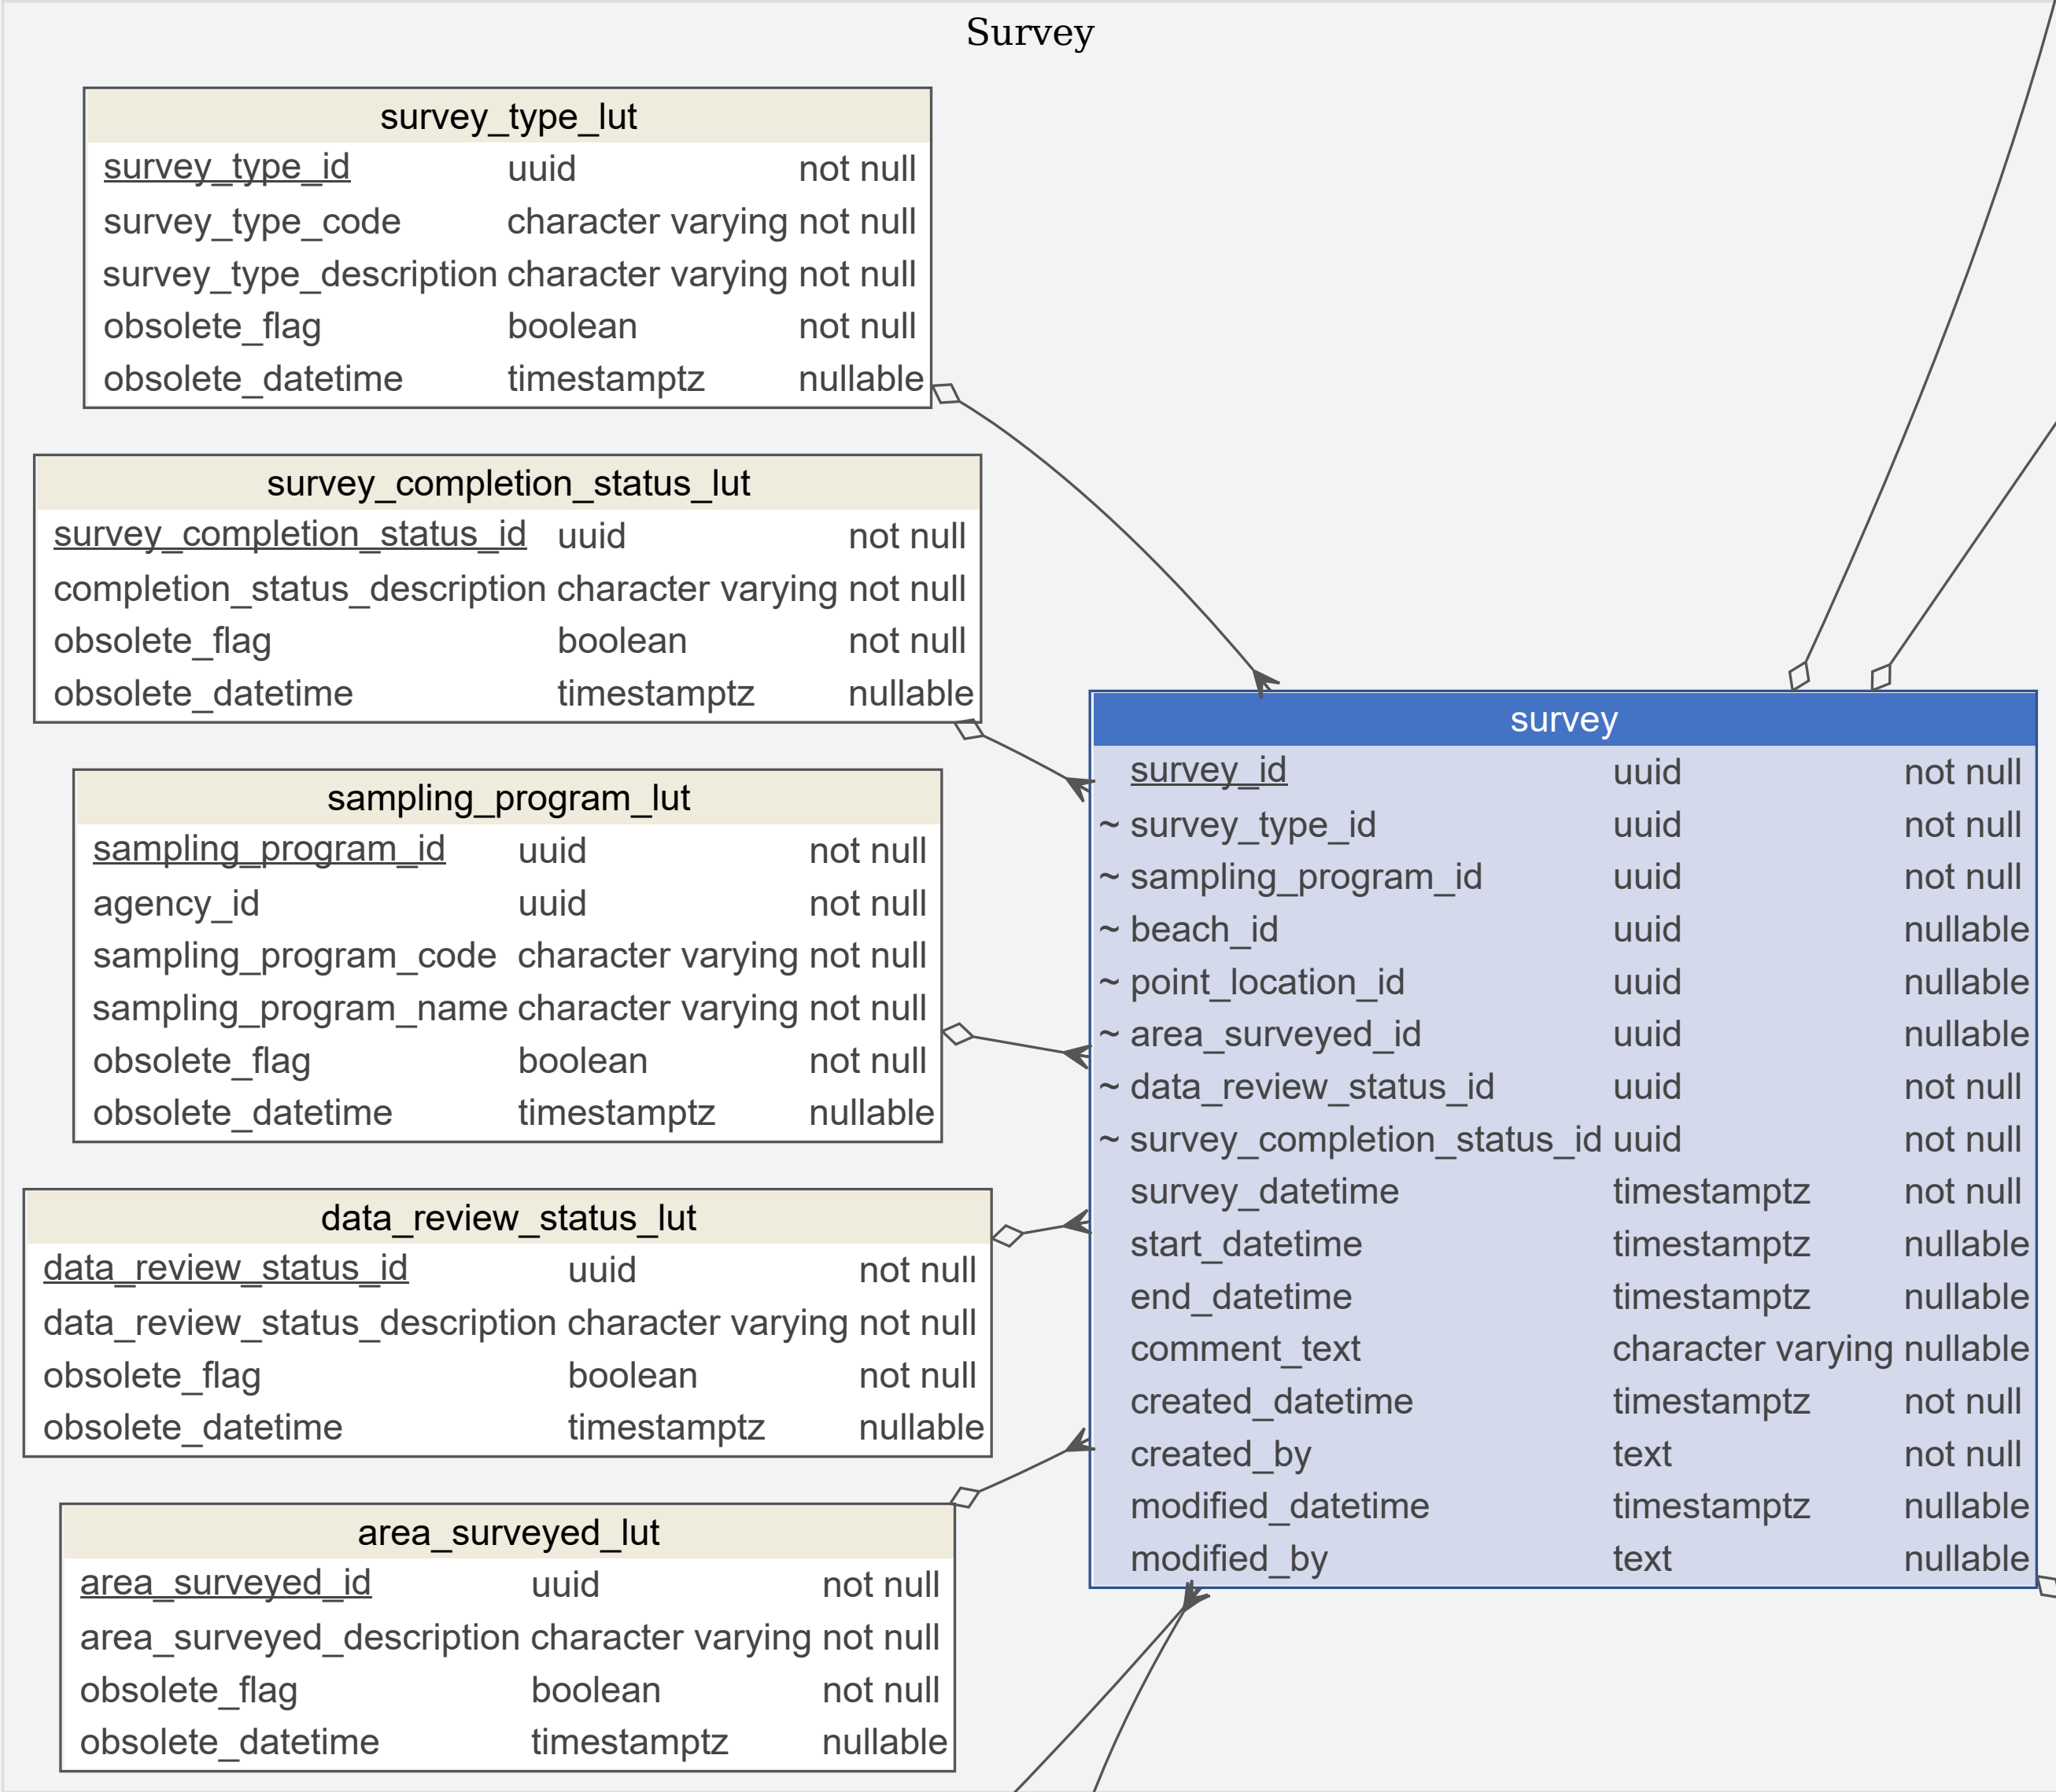 Survey
survey_type_lut
survey_type_id uuid not null
survey_type_code character varying not null
survey_type_description character varying not null
obsolete_flag boolean not null
obsolete_datetime timestamptz nullable
survey_completion_status_lut
survey_completion_status_id uuid not null
completion_status_description character varying not null
obsolete_flag boolean not null
obsolete_datetime timestamptz nullable
sampling_program_lut
sampling_program_id uuid not null
agency_id uuid not null
sampling_program_code character varying not null
sampling_program_name character varying not null
obsolete_flag boolean not null
obsolete_datetime timestamptz nullable
data_review_status_lut
data_review_status_id uuid not null
data_review_status_description character varying not null
obsolete_flag boolean not null
obsolete_datetime timestamptz nullable
area_surveyed_lut
area_surveyed_id uuid not null
area_surveyed_description character varying not null
obsolete_flag boolean not null
obsolete_datetime timestamptz nullable
survey
survey_id uuid not null
~ survey_type_id uuid not null
~ sampling_program_id uuid not null
~ beach_id uuid nullable
~ point_location_id uuid nullable
~ area_surveyed_id uuid nullable
~ data_review_status_id uuid not null
~ survey_completion_status_id uuid not null
survey_datetime timestamptz not null
start_datetime timestamptz nullable
end_datetime timestamptz nullable
comment_text character varying nullable
created_datetime timestamptz not null
created_by text not null
modified_datetime timestamptz nullable
modified_by text nullable